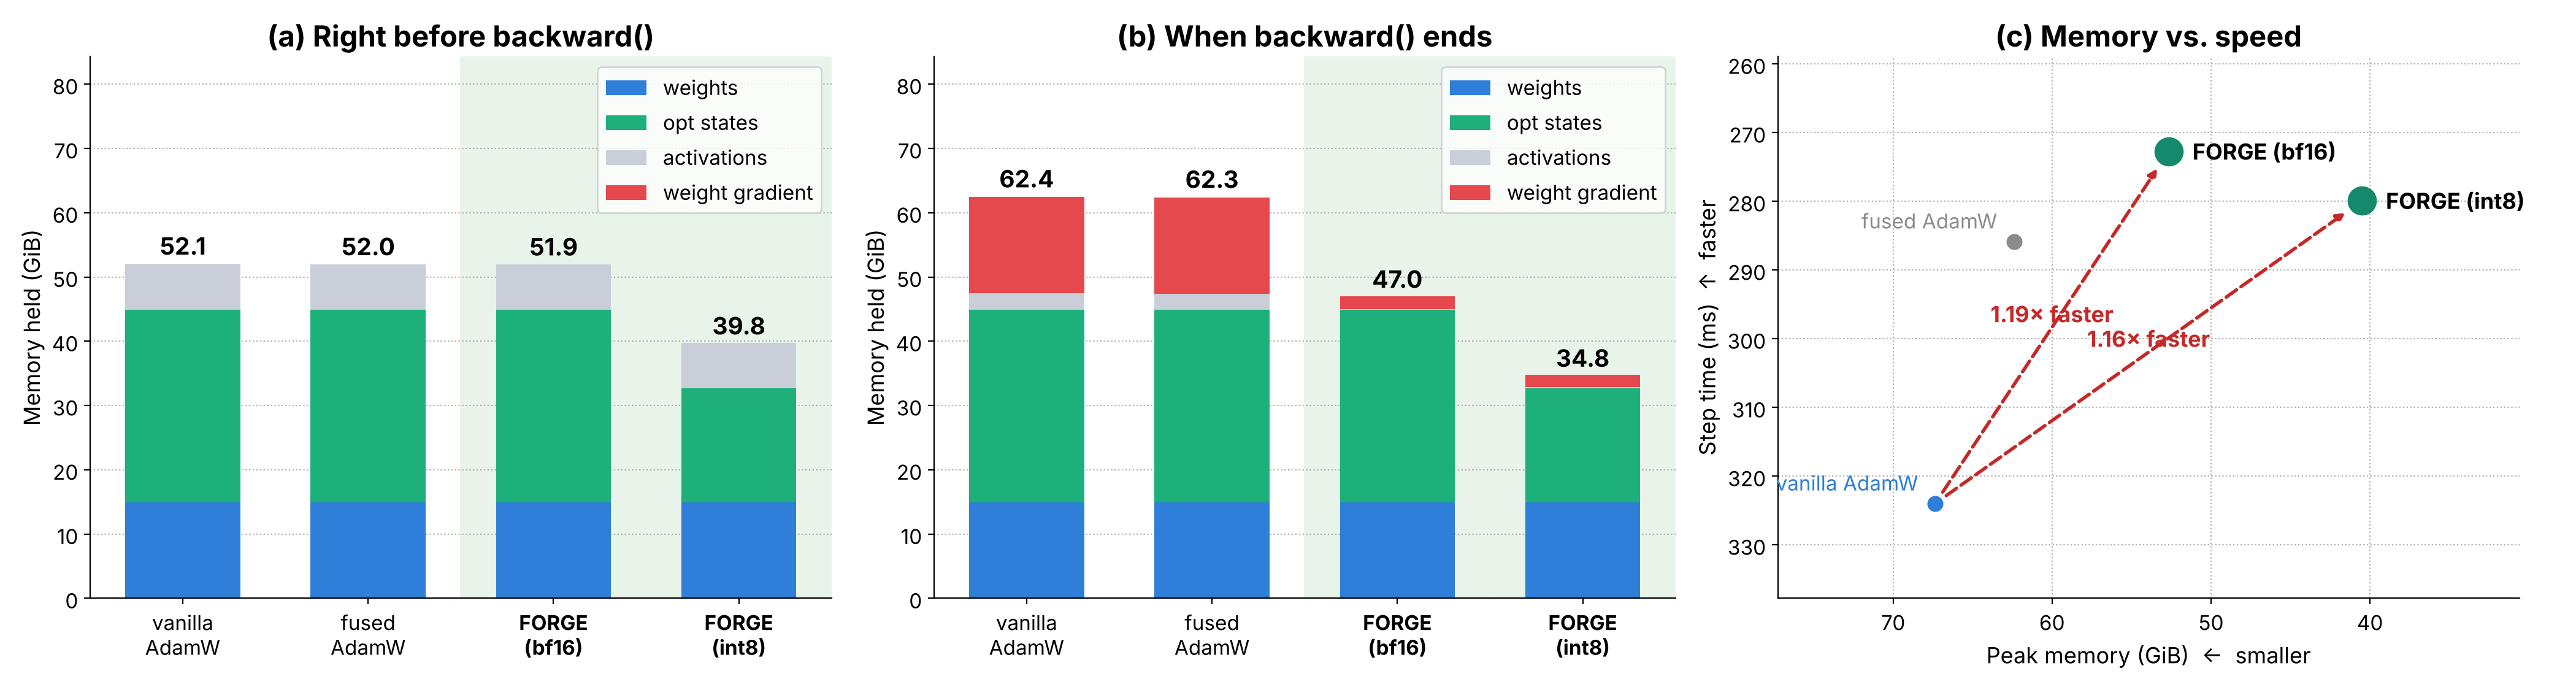 (a) Right before backward()
Memory held (GiB)
80
70
60
50
40
30
20
10
0
weights
opt states
activations
weight gradient
52.1
52.0
51.9
39.8
vanilla
AdamW
fused
AdamW
FORGE
(bf16)
FORGE
(int8)
(b) When backward() ends
Memory held (GiB)
80
70
60
50
40
30
20
10
0
weights
opt states
activations
weight gradient
62.4
62.3
47.0
34.8
vanilla
AdamW
fused
AdamW
FORGE
(bf16)
FORGE
(int8)
(c) Memory vs. speed
Step time (ms) ↑ faster
260
270
280
290
300
310
320
330
FORGE (bf16)
FORGE (int8)
fused AdamW
1.19× faster
1.16× faster
vanilla AdamW
70
60
50
40
Peak memory (GiB) ← smaller